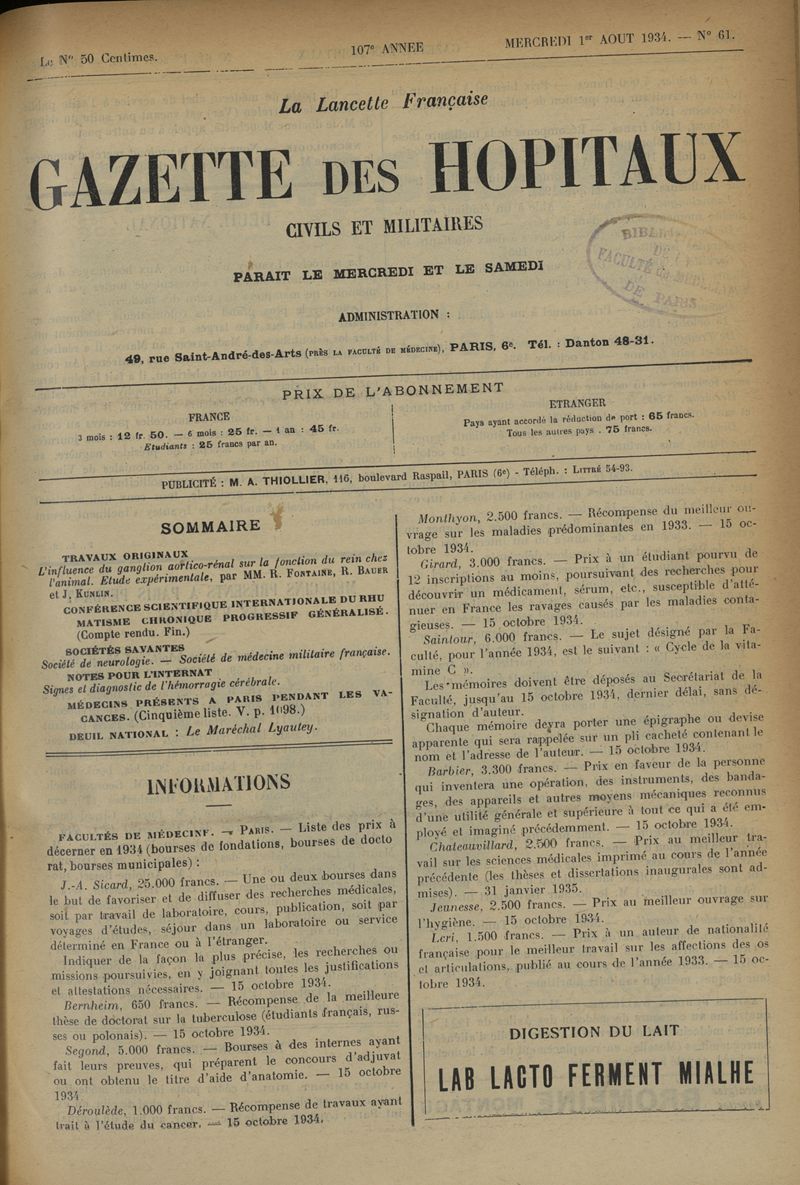 Le N° 50 Centimes.
107e ANNEE
MERCREDI 1er AOUT 1934. — N° 61.
La Lancette Française
GAZETTE DES HOPITAUX
CIVILS ET MILITAIRES
PARAIT LE MERCREDI ET LE SAMEDI
BIBLI
DE
FACULTÉ de MÉDECINE
DE PARIS
ADMINISTRATION :
49, rue Saint-André-des-Arts (PRÈS LA FACULTÉ DE MÉDECINE), PARIS, 6e. Tél. : Danton 48-31.
PRIX DE L'ABONNEMENT
FRANCE
3 mois : 12 fr. 50. — 6 mois : 25 fr. — 1 an : 45 fr.
Etudiants : 25 francs par an.
ETRANGER
Pays ayant accordé la réduction de port : 65 francs.
Tous les autres pays . 75 francs.
PUBLICITÉ : M. A. THIOLLIER, 116, boulevard Raspail, PARIS (6e) - Téléph. : LITTRÉ 54-93.
SOMMAIRE
TRAVAUX ORIGINAUX
L'influence du ganglion aortico-rénal sur la fonction du rein chez
l'animal. Etude expérimentale, par MM. R. FONTAINE, R. BAUER
et J. KUNLIN.
CONFÉRENCE SCIENTIFIQUE INTERNATIONALE DU RHU
MATISME CHRONIQUE PROGRESSIF GÉNÉRALISÉ.
(Compte rendu. Fin.)
SOCIÉTÉS SAVANTES
Société de neurologie. — Société de médecine militaire française.
NOTES POUR L'INTERNAT
Signes et diagnostic de l'hémorragie cérébrale.
MÉDECINS PRÉSENTS A PARIS PENDANT LES VA-
CANCES. (Cinquième liste. V. p. 1098.)
DEUIL NATIONAL : Le Maréchal Lyautey.
INFORMATIONS
FACULTÉS DE MÉDECINE. — PARIS. — Liste des prix à
décerner en 1934 (bourses de fondations, bourses de docto
rat, bourses municipales) :
J.-A. Sicard, 25.000 francs. — Une ou deux bourses dans
le but de favoriser et de diffuser des recherches médicales,
soit par travail de laboratoire, cours, publication, soit par
voyages d'études, séjour dans un laboratoire ou service
déterminé en France ou à l'étranger.
Indiquer de la façon la plus précise, les recherches ou
missions poursuivies, en y joignant toutes les justifications
et attestations nécessaires. — 15 octobre 1934.
Bernheim, 650 francs. — Récompense de la meilleure
thèse de doctorat sur la tuberculose (étudiants français, rus-
ses ou polonais). — 15 octobre 1934.
Segond, 5.000 francs. — Bourses à des internes ayant
fait leurs preuves, qui préparent le concours d'adjuvat
ou ont obtenu le titre d'aide d'anatomie. — 15 octobre
1934
Déroulède, 1.000 francs. — Récompense de travaux ayant
trait à l'étude du cancer. — 15 octobre 1934.
Monthyon, 2.500 francs. — Récompense du meilleur ou-
vrage sur les maladies prédominantes en 1933. — 15 oc-
tobre 1934.
Girard, 3.000 francs. — Prix à un étudiant pourvu de
12 inscriptions au moins, poursuivant des recherches pour
découvrir un médicament, sérum, etc., susceptible d'atté-
nuer en France les ravages causés par les maladies conta-
gieuses. — 15 octobre 1934.
Saintour, 6.000 francs. — Le sujet désigné par la Fa-
culté, pour l'année 1934, est le suivant : « Cycle de la vita-
mine C ».
Les mémoires doivent être déposés au Secrétariat de la
Faculté, jusqu'au 15 octobre 1934, dernier délai, sans dé-
signation d'auteur.
Chaque mémoire devra porter une épigraphe ou devise
apparente qui sera rappelée sur un pli cacheté contenant le
nom et l'adresse de l'auteur. — 15 octobre 1934.
Barbier, 3.300 francs. — Prix en faveur de la personne
qui inventera une opération, des instruments, des banda-
ges, des appareils et autres moyens mécaniques reconnus
d'une utilité générale et supérieure à tout ce qui a été em-
ployé et imaginé précédemment. — 15 octobre 1934.
Chateauvillard, 2.500 francs. — Prix au meilleur tra-
vail sur les sciences médicales imprimé au cours de l'année
précédente (les thèses et dissertations inaugurales sont ad-
mises). — 31 janvier 1935.
Jeunesse, 2.500 francs. — Prix au meilleur ouvrage sur
l'hygiène. — 15 octobre 1934.
Leri, 1.500 francs. — Prix à un auteur de nationalité
française pour le meilleur travail sur les affections des os
et articulations, publié au cours de l'année 1933. — 15 oc-
tobre 1934.
DIGESTION DU LAIT
LAB LACTO FERMENT MIALHE